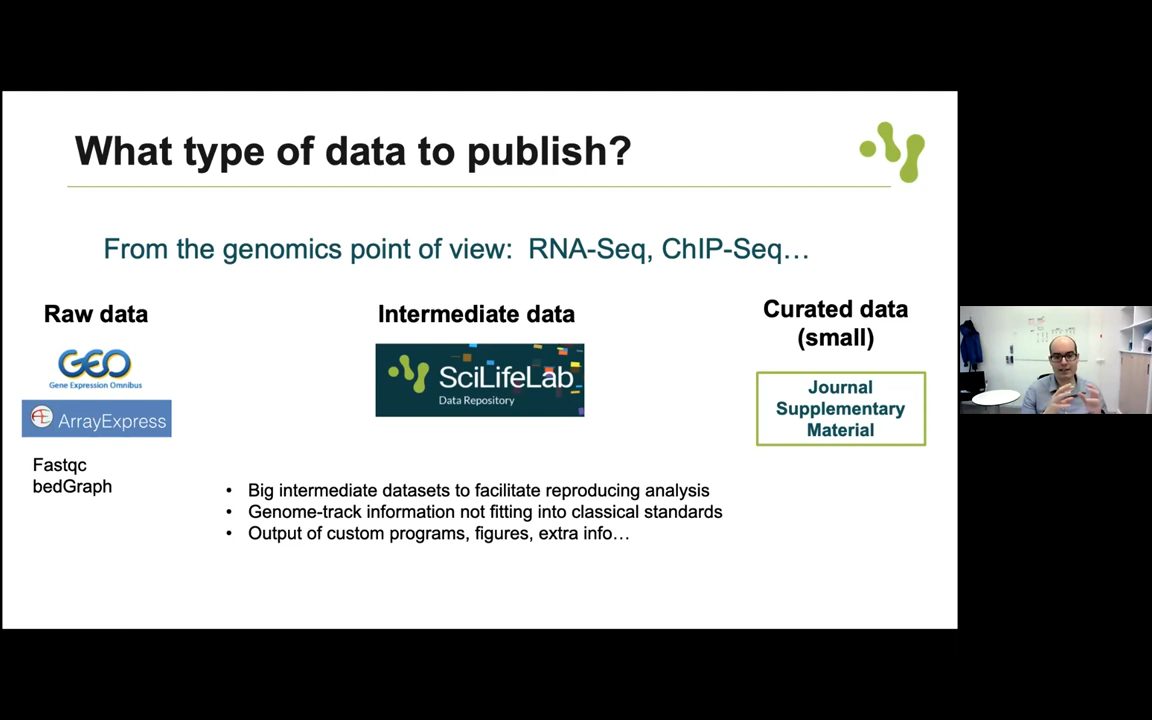 What type of data to publish?
From the genomics point of view: RNA-Seq, ChIP-Seq…
Raw data
GEO
Gene Expression Omnibus
ArrayExpress
Fastqc
bedGraph
Intermediate data
SciLifeLab
Data Repository
• Big intermediate datasets to facilitate reproducing analysis
• Genome-track information not fitting into classical standards
• Output of custom programs, figures, extra info…
Curated data
(small)
Journal
Supplementary
Material